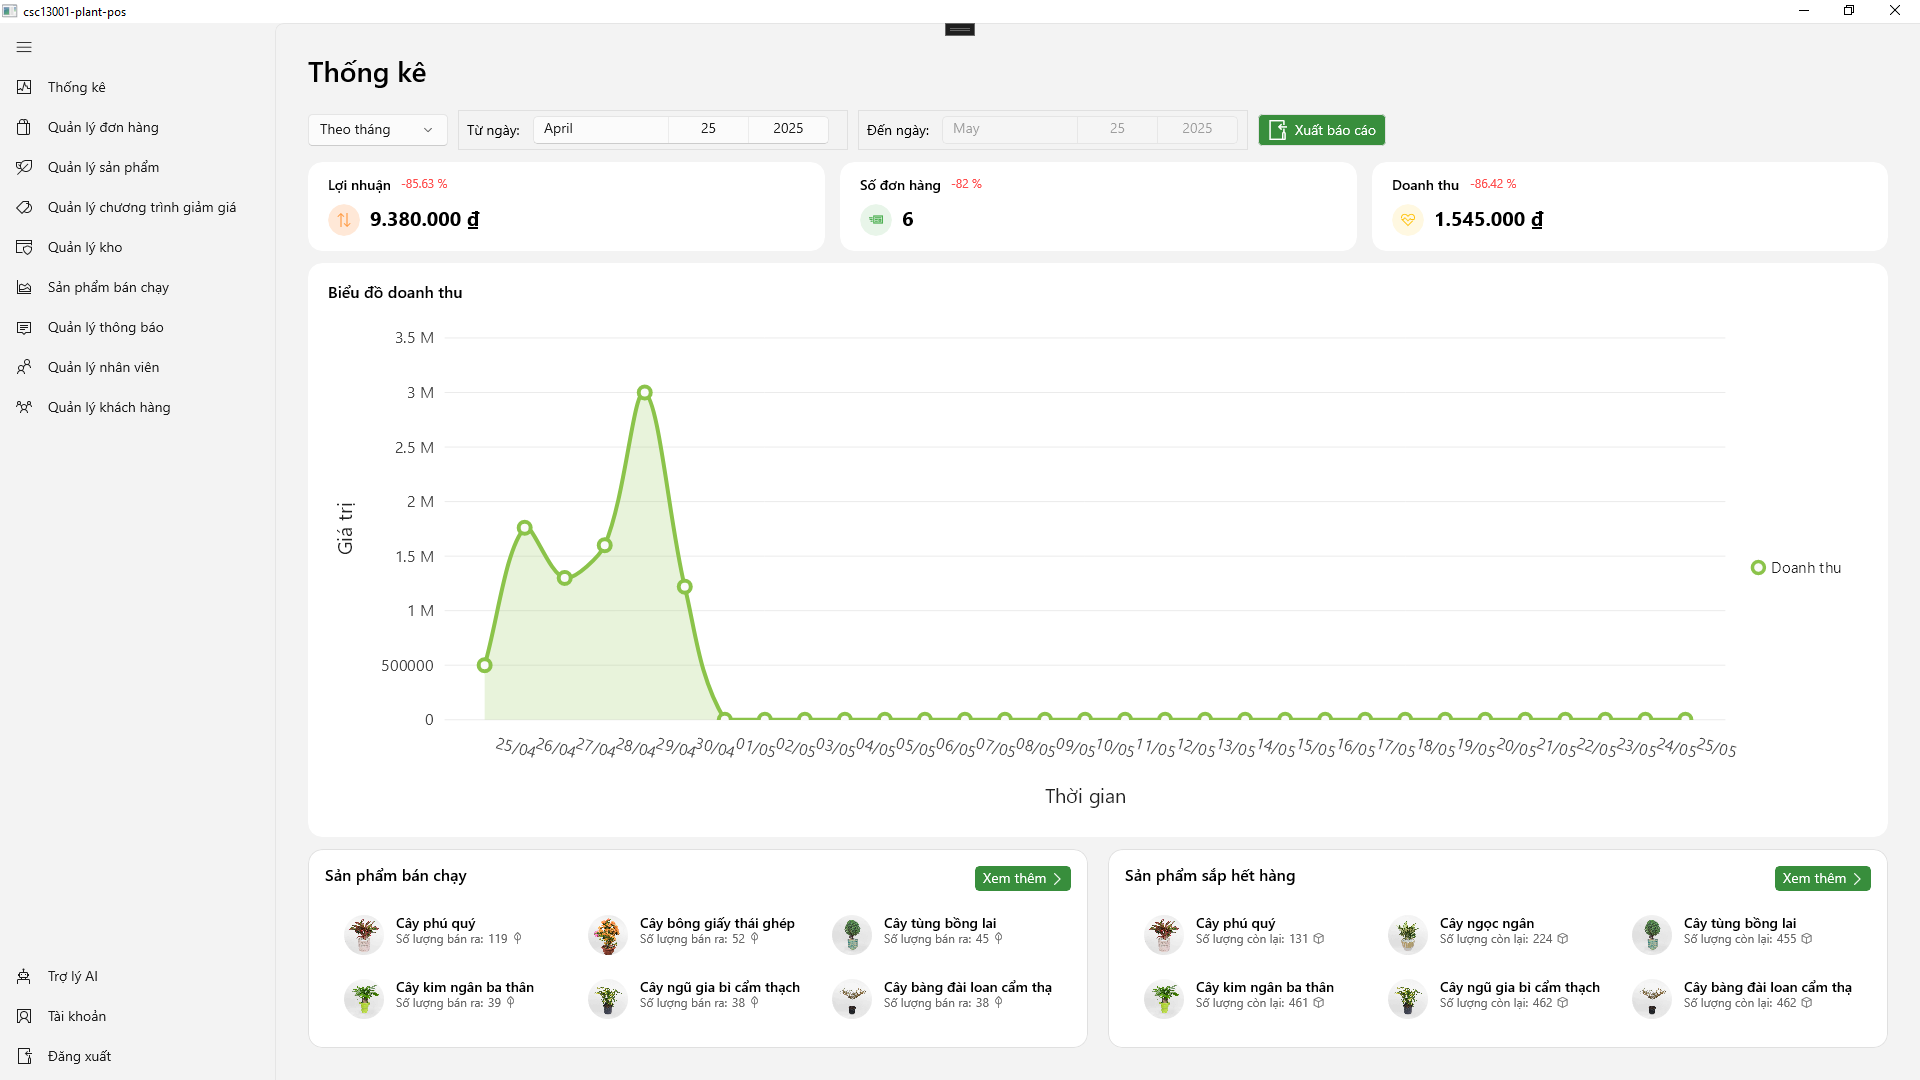 csc13001-plant-pos
Thống kê
Quản lý đơn hàng
Quản lý sản phẩm
Quản lý chương trình giảm giá
Quản lý kho
Sản phẩm bán chạy
Quản lý thông báo
Quản lý nhân viên
Quản lý khách hàng
Trợ lý AI
Tài khoản
Đăng xuất
Thống kê
Theo tháng
Từ ngày: April 25 2025
Đến ngày: May 25 2025
Xuất báo cáo
Lợi nhuận -85.63 %
9.380.000 ₫
Số đơn hàng -82 %
6
Doanh thu -86.42 %
1.545.000 ₫
Biểu đồ doanh thu
Giá trị
3.5 M
3 M
2.5 M
2 M
1.5 M
1 M
500000
0
25/04 26/04 27/04 28/04 29/04 30/04 01/05 02/05 03/05 04/05 05/05 06/05 07/05 08/05 09/05 10/05 11/05 12/05 13/05 14/05 15/05 16/05 17/05 18/05 19/05 20/05 21/05 22/05 23/05 24/05 25/05
Thời gian
Doanh thu
Sản phẩm bán chạy
Xem thêm
Cây phú quý
Số lượng bán ra: 119
Cây bông giấy thái ghép
Số lượng bán ra: 52
Cây tùng bồng lai
Số lượng bán ra: 45
Cây kim ngân ba thân
Số lượng bán ra: 39
Cây ngũ gia bì cẩm thạch
Số lượng bán ra: 38
Cây bàng đài loan cẩm thạ
Số lượng bán ra: 38
Sản phẩm sắp hết hàng
Xem thêm
Cây phú quý
Số lượng còn lại: 131
Cây ngọc ngân
Số lượng còn lại: 224
Cây tùng bồng lai
Số lượng còn lại: 455
Cây kim ngân ba thân
Số lượng còn lại: 461
Cây ngũ gia bì cẩm thạch
Số lượng còn lại: 462
Cây bàng đài loan cẩm thạ
Số lượng còn lại: 462